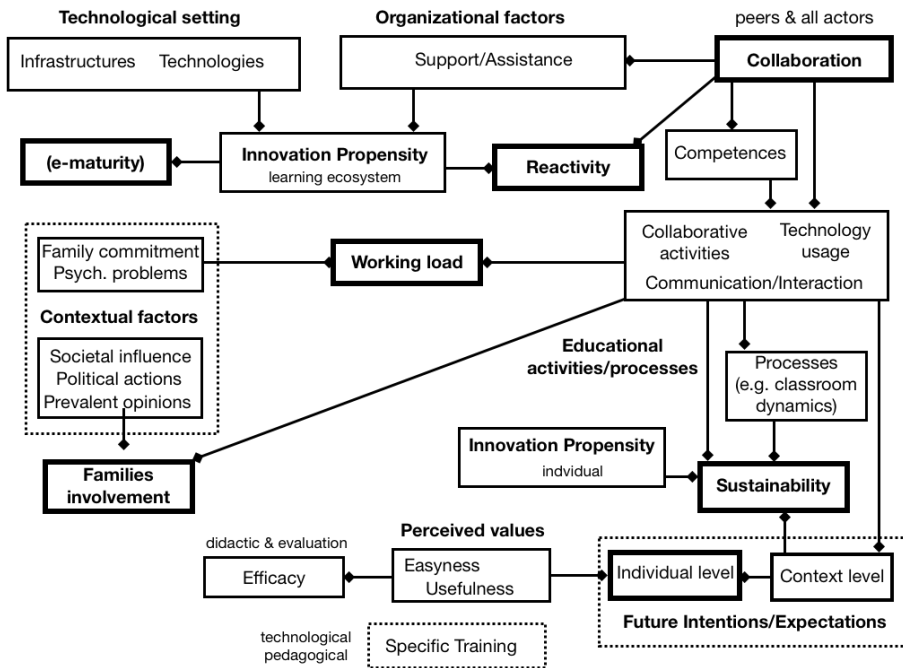 Technological setting
Organizational factors
peers & all actors
Infrastructures Technologies
Support/Assistance
Collaboration
(e-maturity)
Innovation Propensity
learning ecosystem
Reactivity
Competences
Family commitment
Psych. problems
Working load
Collaborative
activities
Technology
usage
Communication/Interaction
Contextual factors
Societal influence
Political actions
Prevalent opinions
Educational
activities/processes
Processes
(e.g. classroom
dynamics)
Families
involvement
Innovation Propensity
indvidual
Sustainability
didactic & evaluation
Efficacy
Perceived values
Easyness
Usefulness
Individual level
Context level
Future Intentions/Expectations
technological
pedagogical
Specific Training